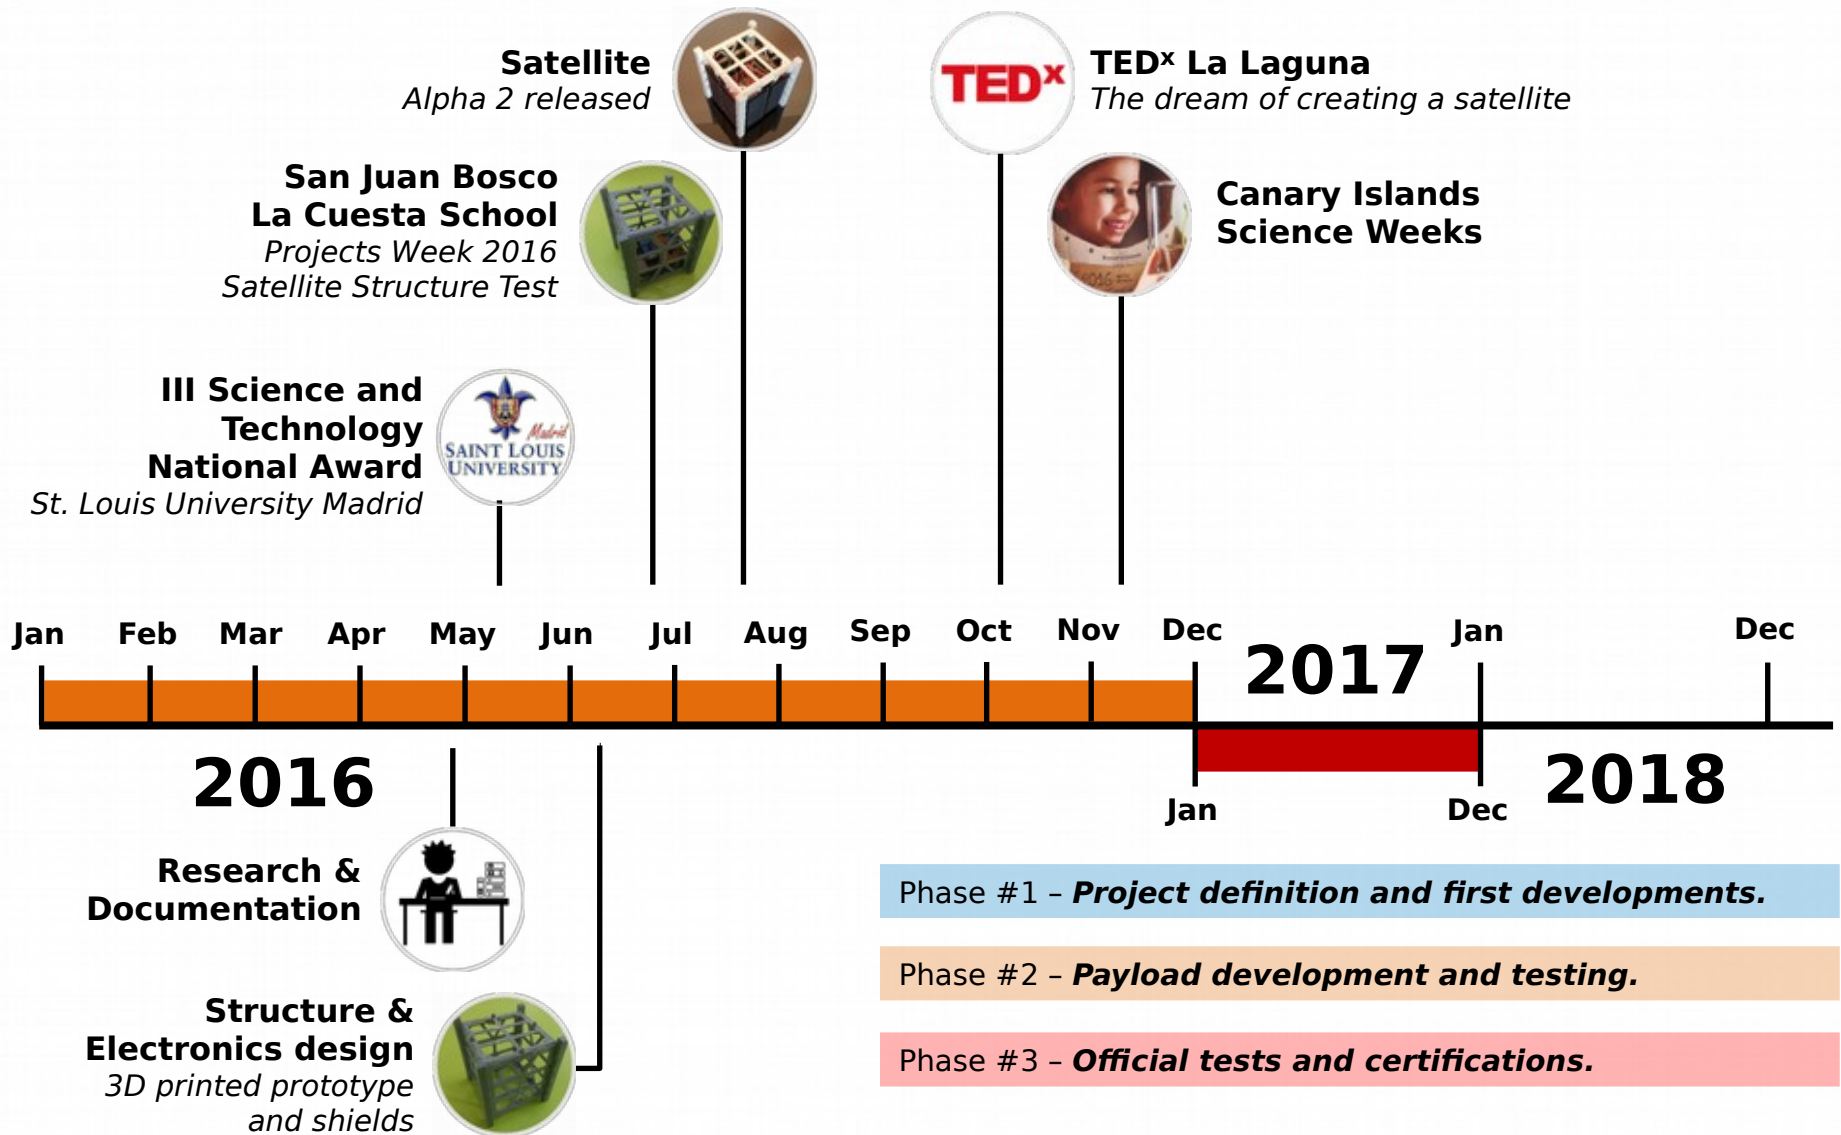 Satellite
Alpha 2 released
TEDx
TEDx La Laguna
The dream of creating a satellite
San Juan Bosco
La Cuesta School
Projects Week 2016
Satellite Structure Test
Canary Islands
Science Weeks
III Science and
Technology
National Award
St. Louis University Madrid
Madrid
SAINT LOUIS
UNIVERSITY
Jan Feb Mar Apr May Jun Jul Aug Sep Oct Nov Dec
2017
Jan Dec
2016
Jan Dec
2018
Research &
Documentation
Structure &
Electronics design
3D printed prototype
and shields
Phase #1 – Project definition and first developments.
Phase #2 – Payload development and testing.
Phase #3 – Official tests and certifications.